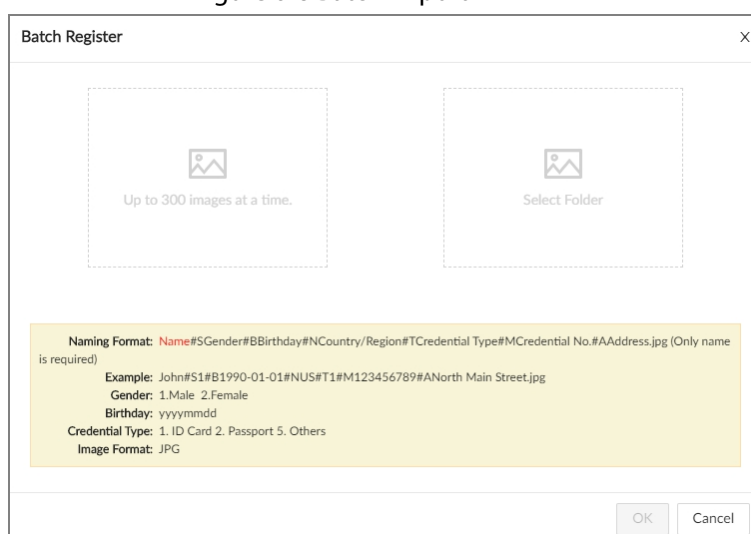 Batch Register X
Up to 300 images at a time. Select Folder
Naming Format: Name#SGender#BBirthday#NCountry/Region#TCredential Type#MCredential No.#AAddress.jpg (Only name
is required)
Example: John#S1#B1990-01-01#NUS#T1#M123456789#ANorth Main Street.jpg
Gender: 1.Male 2.Female
Birthday: yyyymmdd
Credential Type: 1. ID Card 2. Passport 5. Others
Image Format: JPG
OK Cancel